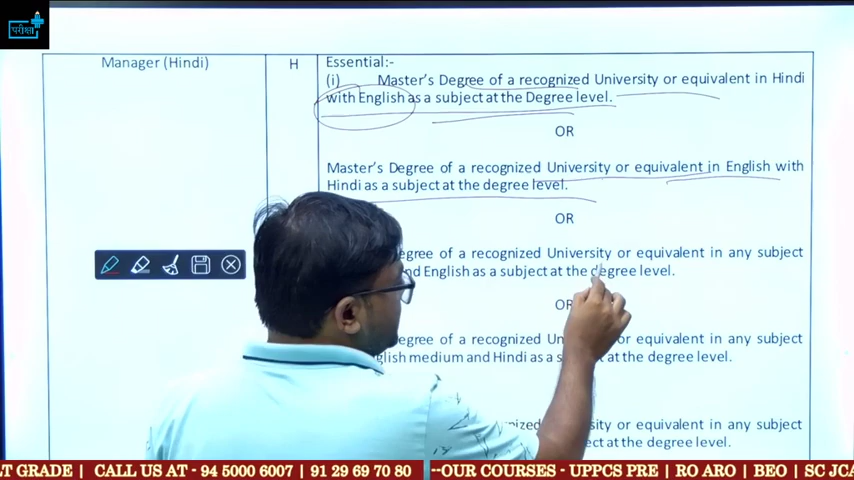 परीक्षा
Manager (Hindi)
H
Essential:-
(i) Master's Degree of a recognized University or equivalent in Hindi
with English as a subject at the Degree level.
OR
Master's Degree of a recognized University or equivalent in English with
Hindi as a subject at the degree level.
OR
of a recognized University or equivalent in any subject
English as a subject at the degree level.
OR
of a recognized or equivalent in any subject
medium and Hindi as a at the degree level.
or equivalent in any subject
at the degree level.
LT GRADE | CALL US AT - 94 5000 6007 | 91 29 69 70 80 --OUR COURSES - UPPCS PRE | RO ARO | BEO | SC JCA